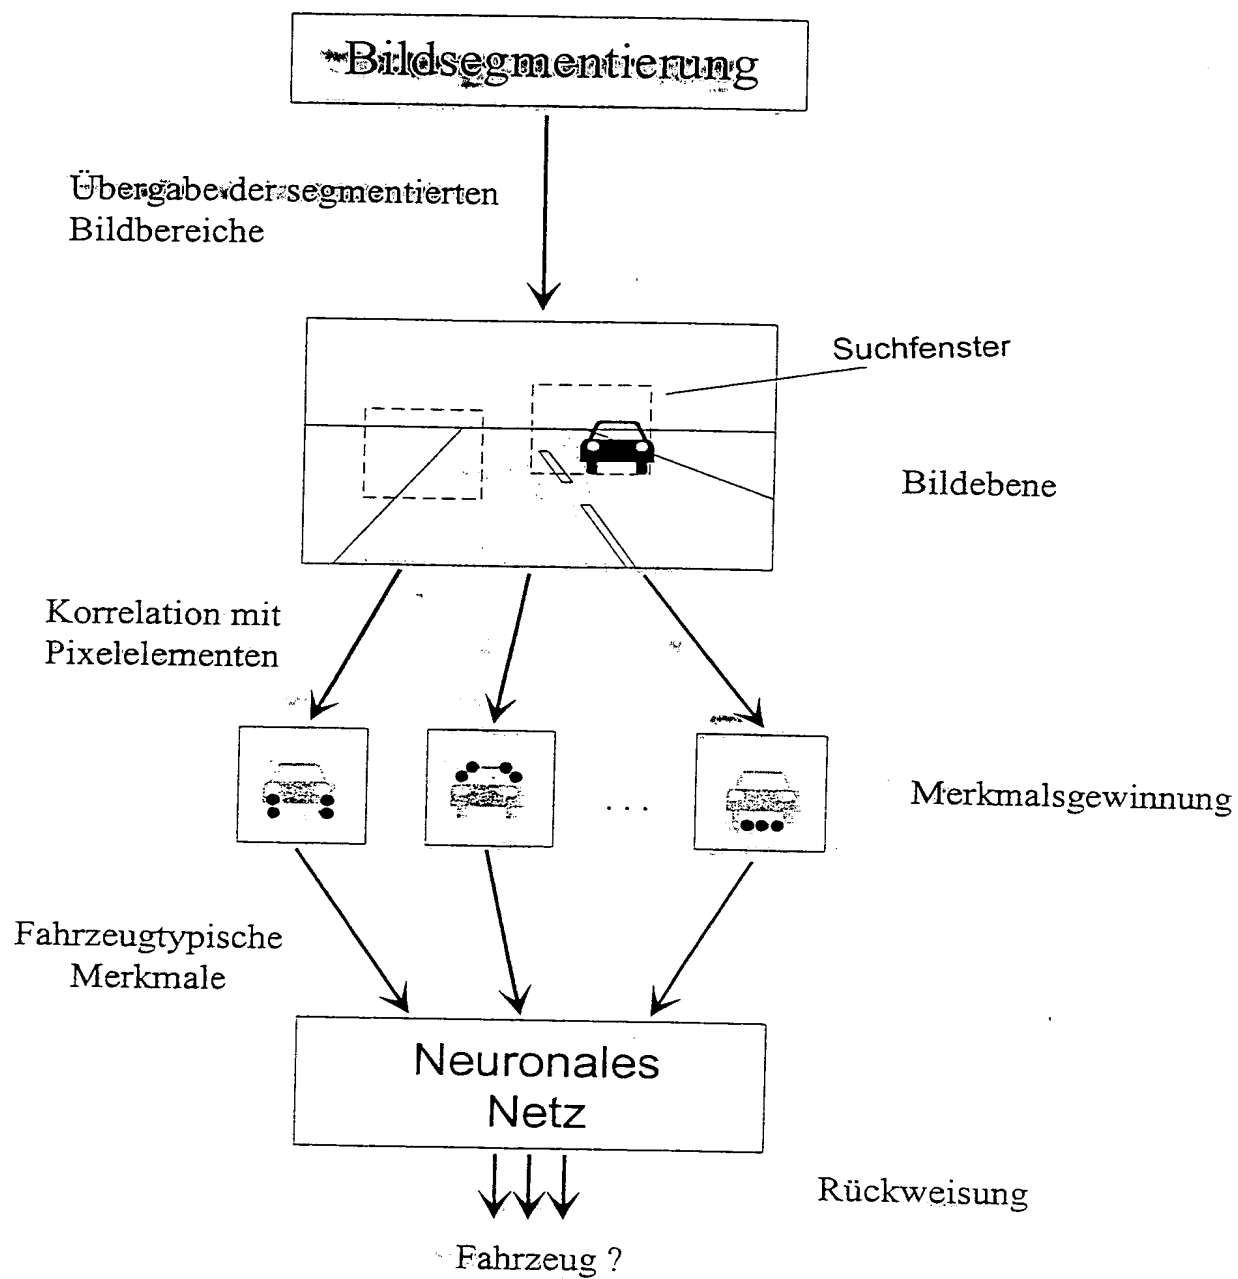 Bildsegmentierung
Übergabe der segmentierten
Bildbereiche
Suchfenster
Bildebene
Korrelation mit
Pixelelementen
. . .
Merkmalsgewinnung
Fahrzeugtypische
Merkmale
Neuronales
Netz
Rückweisung
Fahrzeug ?